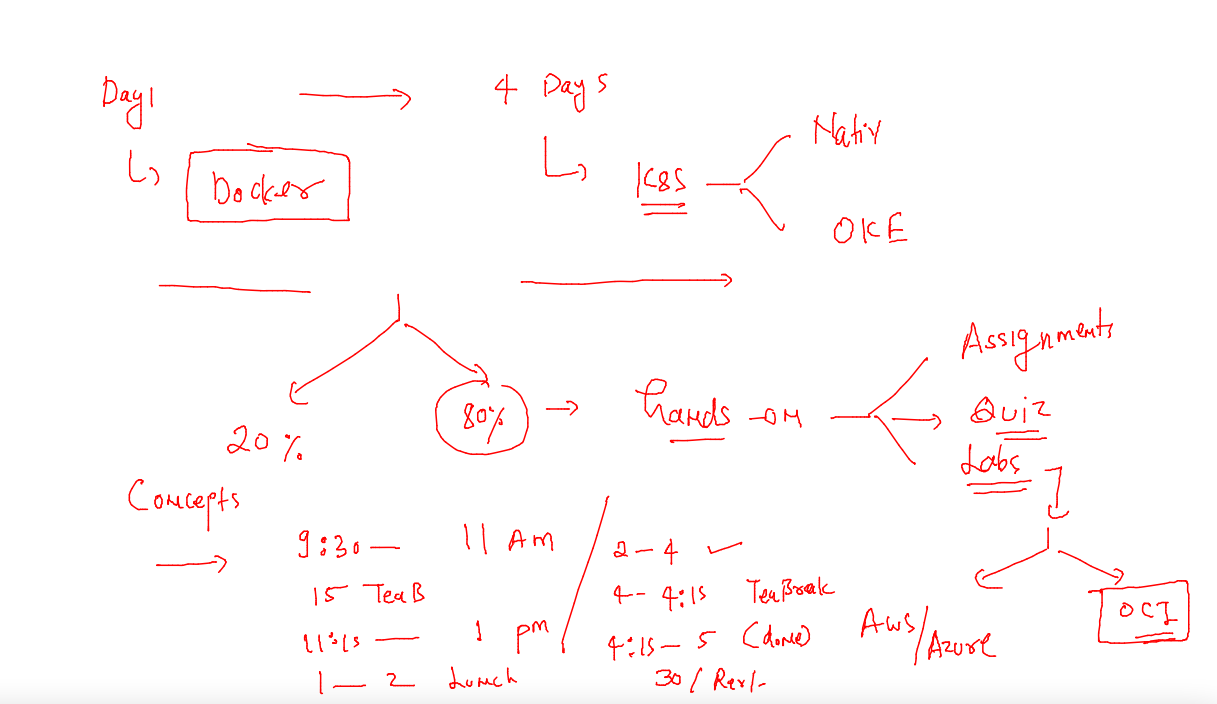 Day1
4 Days
Docker
K8S
Nativ
OKE
20%
80%
hands-on
Assignments
Quiz
Labs
Concepts
9:30 — 11 AM
15 TeaB
11:15 — 1 pm
1 — 2 Lunch
2 - 4
4 - 4:15 TeaBreak
4:15 - 5 (done)
30 /
AWS/Azure
OCI